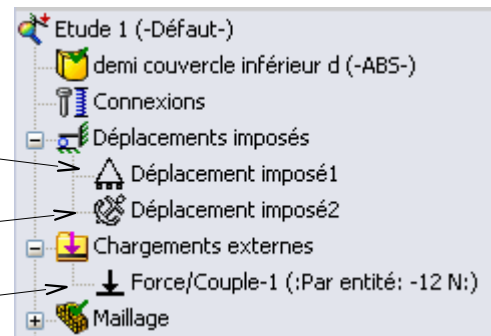 Etude 1 (-Défaut-)
demi couvercle inférieur d (-ABS-)
Connexions
Déplacements imposés
Déplacement imposé1
Déplacement imposé2
Chargements externes
Force/Couple-1 (:Par entité: -12 N:)
Maillage